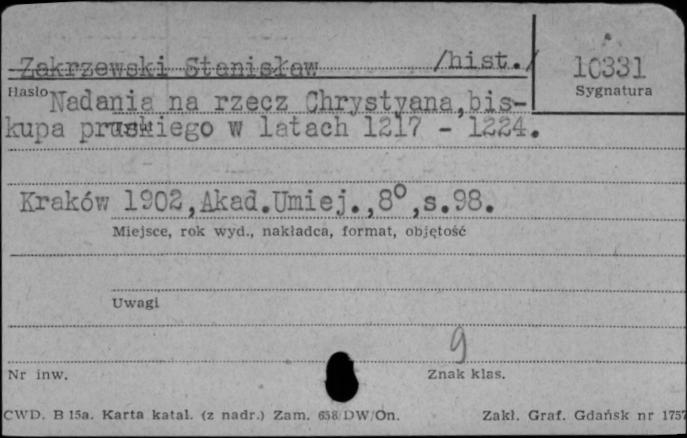 Zakrzewski Stanisław /hist./ 10331
Hasło Sygnatura
Nadania na rzecz Chrystyana, bis-
kupa pruskiego w latach 1217 - 1224.
Kraków 1902, Akad.Umiej., 8°, s.98.
Miejsce, rok wyd., nakładca, format, objętość
Uwagi
9
Nr inw. Znak klas.
CWD. B 15a. Karta katal. (z nadr.) Zam. 658/DW/On. Zakł. Graf. Gdańsk nr 1757